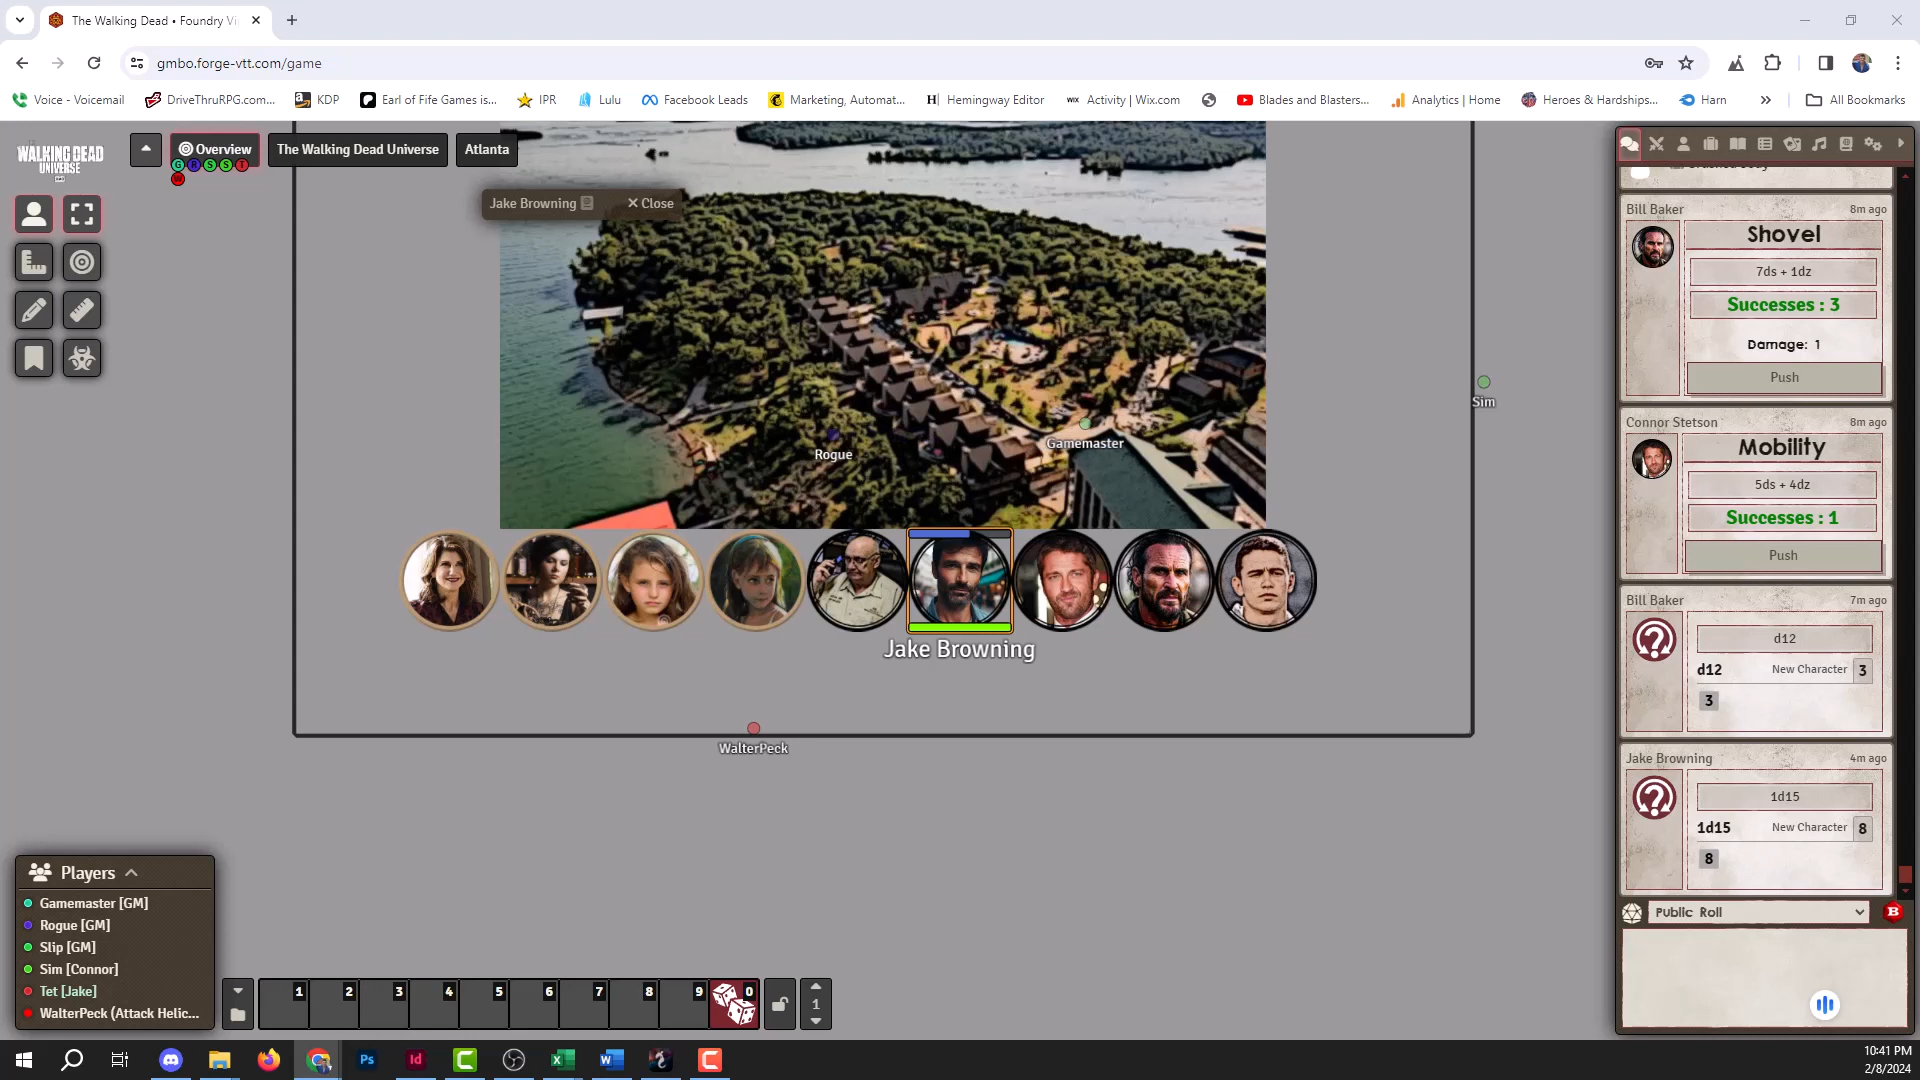 The Walking Dead • Foundry Vi
gmbo.forge-vtt.com/game
Voice - Voicemail
DriveThruRPG.com...
KDP
Earl of Fife Games is...
IPR
Lulu
Facebook Leads
Marketing, Automat...
Hemingway Editor
WIX
Activity | Wix.com
Blades and Blasters...
Analytics | Home
Heroes & Hardships...
Harn
All Bookmarks
WALKING DEAD
UNIVERSE
Overview
The Walking Dead Universe
Atlanta
G R S S T
W
Jake Browning
Close
Rogue
Gamemaster
Sim
Jake Browning
WalterPeck
Players
Gamemaster [GM]
Rogue [GM]
Slip [GM]
Sim [Connor]
Tet [Jake]
WalterPeck (Attack Helic...
1 2 3 4 5 6 7 8 9 0
1
Bill Baker 8m ago
Shovel
7ds + 1dz
Successes : 3
Damage: 1
Push
Connor Stetson 8m ago
Mobility
5ds + 4dz
Successes : 1
Push
Bill Baker 7m ago
d12
d12 New Character 3
3
Jake Browning 4m ago
1d15
1d15 New Character 8
8
Public Roll
B
Ps
Id
10:41 PM
2/8/2024